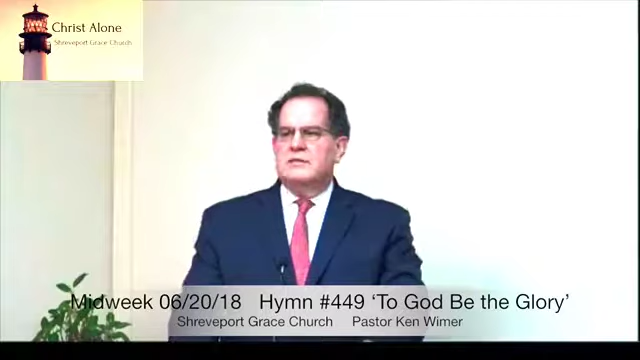 Christ Alone
Shreveport Grace Church
Midweek 06/20/18 Hymn #449 ‘To God Be the Glory’
Shreveport Grace Church Pastor Ken Wimer